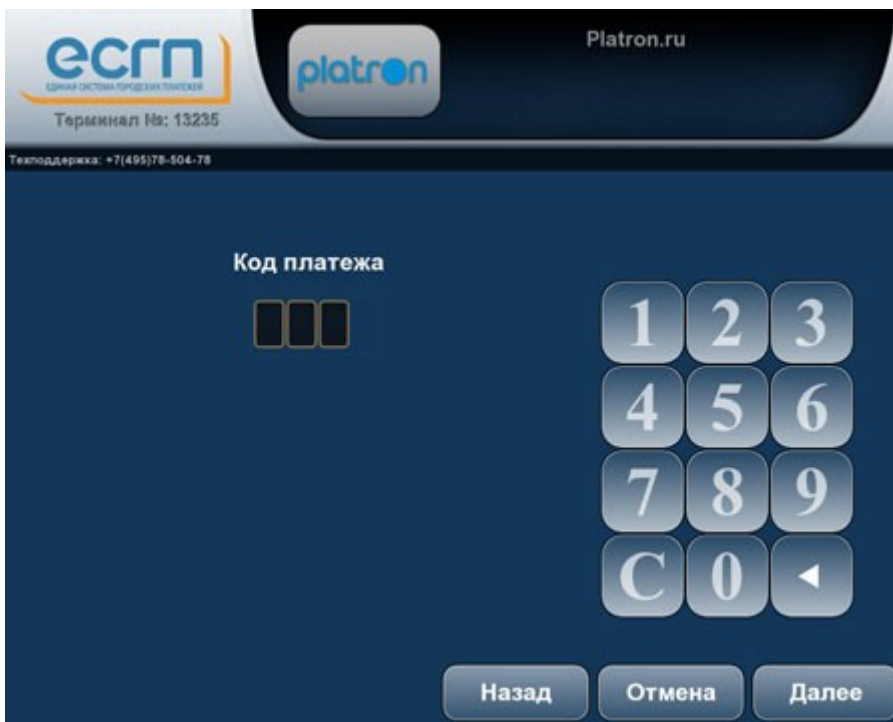 есгп
ЕДИНАЯ СИСТЕМА ГОРОДСКИХ ПЛАТЕЖЕЙ
Терминал №: 13235
platron
Platron.ru
Техподдержка: +7(495)78-504-78
Код платежа
1 2 3
4 5 6
7 8 9
C 0
Назад Отмена Далее